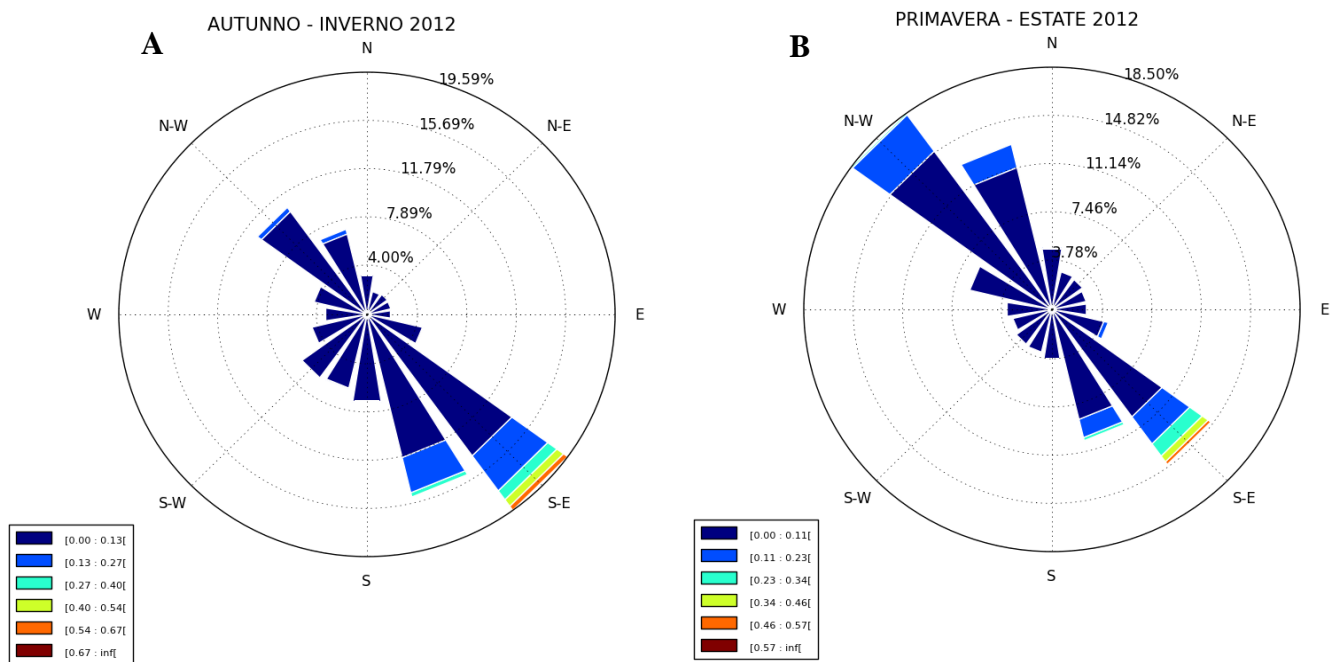 AUTUNNO - INVERNO 2012
A
N
19.59%
N-W
15.69%
N-E
11.79%
7.89%
4.00%
W
E
S-W
S-E
S
[0.00 : 0.13[
[0.13 : 0.27[
[0.27 : 0.40[
[0.40 : 0.54[
[0.54 : 0.67[
[0.67 : inf[
PRIMAVERA - ESTATE 2012
B
N
18.50%
N-W
14.82%
N-E
11.14%
7.46%
3.78%
W
E
S-W
S-E
S
[0.00 : 0.11[
[0.11 : 0.23[
[0.23 : 0.34[
[0.34 : 0.46[
[0.46 : 0.57[
[0.57 : inf[